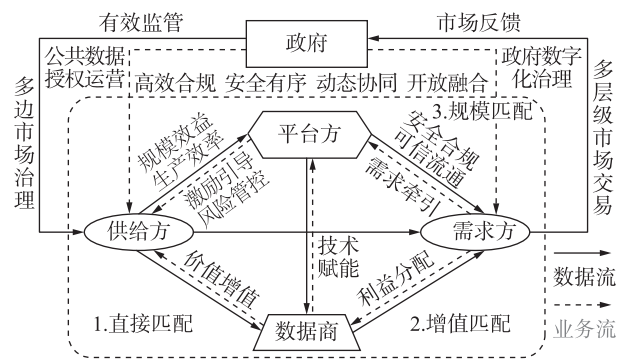 有效监管
市场反馈
政府
公共数据
授权运营
政府数字
化治理
高效合规 安全有序 动态协同 开放融合
多边市场治理
多层级市场交易
3.规模匹配
平台方
规模效益
生产效率
激励引导
风险管控
安全合规
可信流通
需求牵引
供给方
需求方
技术
赋能
价值增值
利益分配
数据流
1.直接匹配
数据商
2.增值匹配
业务流